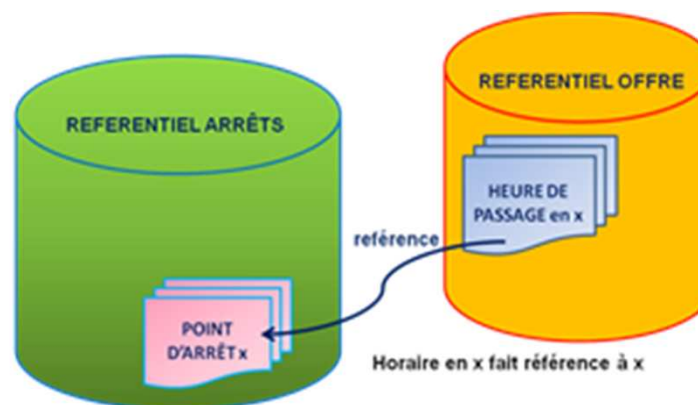 REFERENTIEL ARRÊTS
REFERENTIEL OFFRE
HEURE DE
PASSAGE en x
reférence
POINT
D'ARRÊT x
Horaire en x fait référence à x